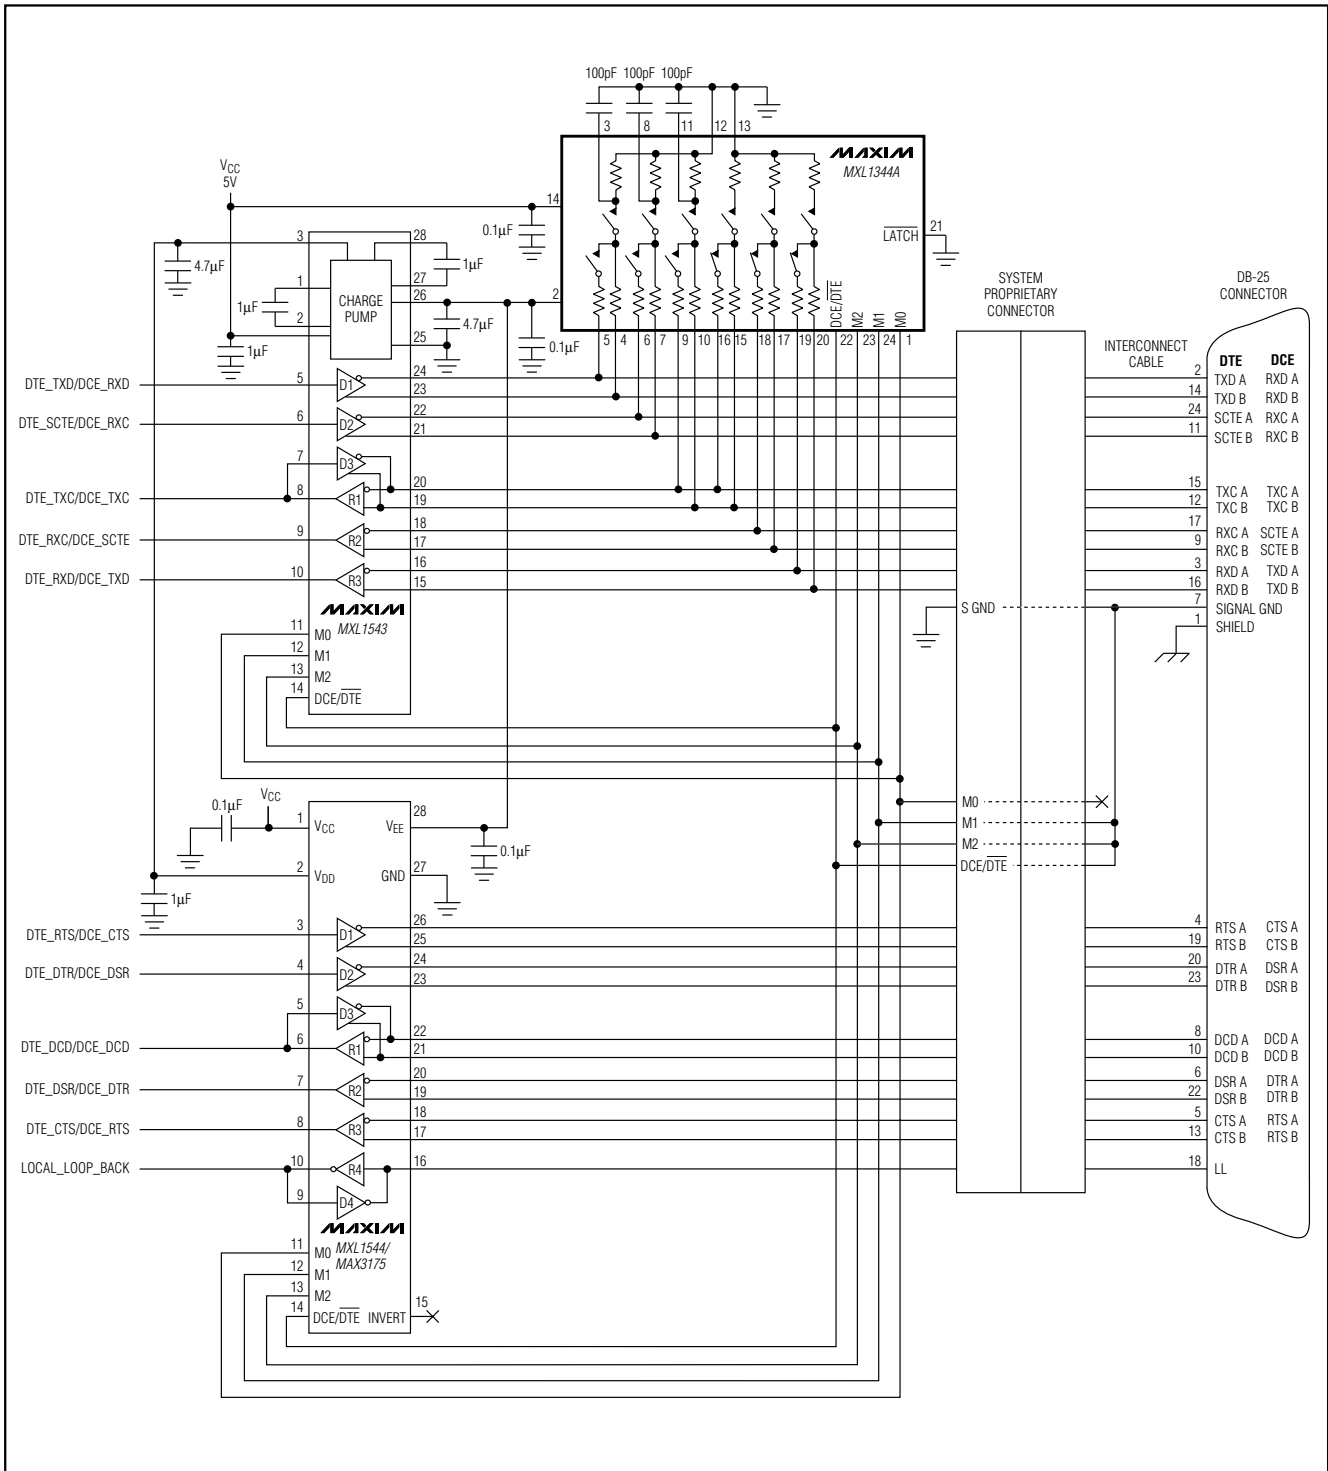 100pF 100pF 100pF
3 8 11 12 13
MAXIM
MXL1344A
VCC
5V
14
0.1µF
LATCH
21
3
28
4.7µF
1µF
1
27
26
2
CHARGE
PUMP
1µF
2
4.7µF
25
0.1µF
1µF
DCE/DTE
M2
M1
M0
5 4 6 7 9 10 16 15 18 17 19 20 22 23 24 1
SYSTEM
PROPRIETARY
CONNECTOR
DB-25
CONNECTOR
INTERCONNECT
CABLE
DTE DCE
DTE_TXD/DCE_RXD 5 D1 24 2 TXD A RXD A
23 14 TXD B RXD B
DTE_SCTE/DCE_RXC 6 D2 22 24 SCTE A RXC A
21 11 SCTE B RXC B
7 D3
DTE_TXC/DCE_TXC 8 R1 20 15 TXC A TXC A
19 12 TXC B TXC B
DTE_RXC/DCE_SCTE 9 R2 18 17 RXC A SCTE A
17 9 RXC B SCTE B
DTE_RXD/DCE_TXD 10 R3 16 3 RXD A TXD A
15 16 RXD B TXD B
S GND 7 SIGNAL GND
1 SHIELD
MAXIM
MXL1543
11 M0
12 M1
13 M2
14 DCE/DTE
VCC
0.1µF
1 VCC VEE 28
0.1µF
2 VDD GND 27
1µF
M0
M1
M2
DCE/DTE
DTE_RTS/DCE_CTS 3 D1 26 4 RTS A CTS A
25 19 RTS B CTS B
DTE_DTR/DCE_DSR 4 D2 24 20 DTR A DSR A
23 23 DTR B DSR B
5 D3
DTE_DCD/DCE_DCD 6 R1 22 8 DCD A DCD A
21 10 DCD B DCD B
DTE_DSR/DCE_DTR 7 R2 20 6 DSR A DTR A
19 22 DSR B DTR B
DTE_CTS/DCE_RTS 8 R3 18 5 CTS A RTS A
17 13 CTS B RTS B
LOCAL_LOOP_BACK 10 R4 16 18 LL
9 D4
MAXIM
MXL1544/
MAX3175
11 M0
12 M1
13 M2
14 DCE/DTE INVERT 15